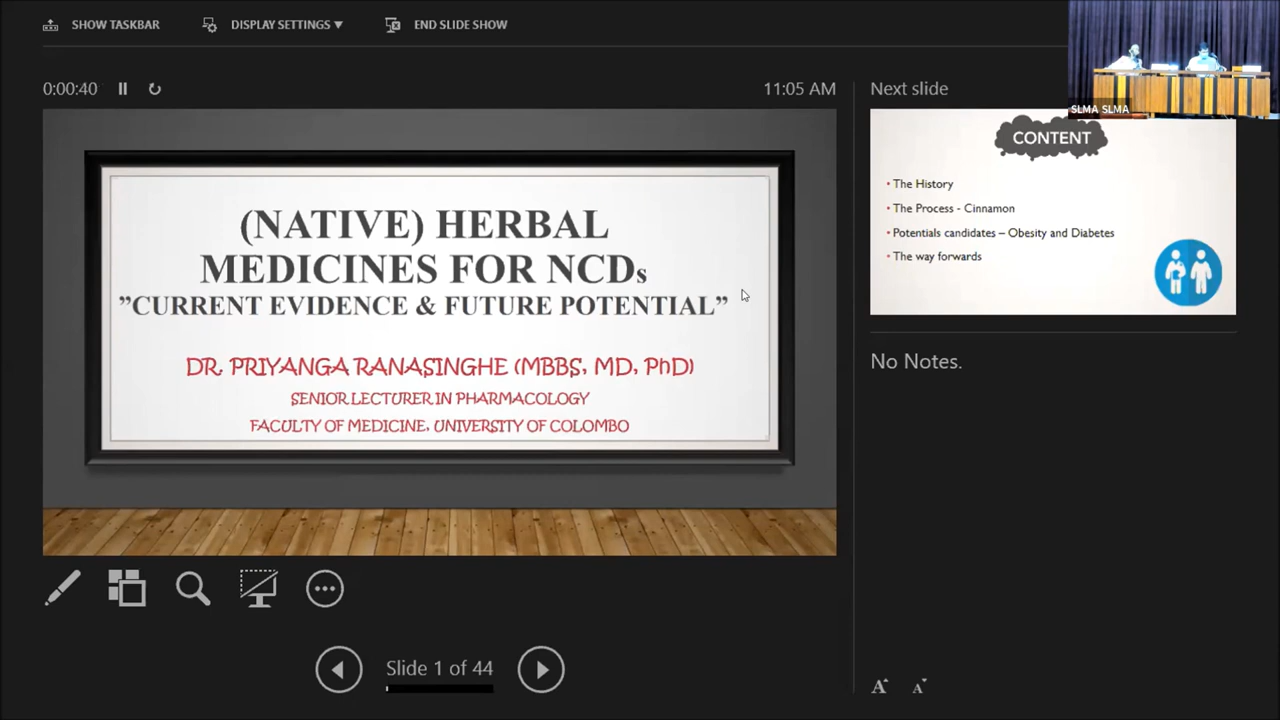 SHOW TASKBAR
DISPLAY SETTINGS ▼
END SLIDE SHOW
0:00:40
11:05 AM
(NATIVE) HERBAL
MEDICINES FOR NCDs
”CURRENT EVIDENCE & FUTURE POTENTIAL”
DR. PRIYANGA RANASINGHE (MBBS, MD, PhD)
SENIOR LECTURER IN PHARMACOLOGY
FACULTY OF MEDICINE, UNIVERSITY OF COLOMBO
Slide 1 of 44
Next slide
SLMA SLMA
CONTENT
• The History
• The Process - Cinnamon
• Potentials candidates – Obesity and Diabetes
• The way forwards
No Notes.
A A